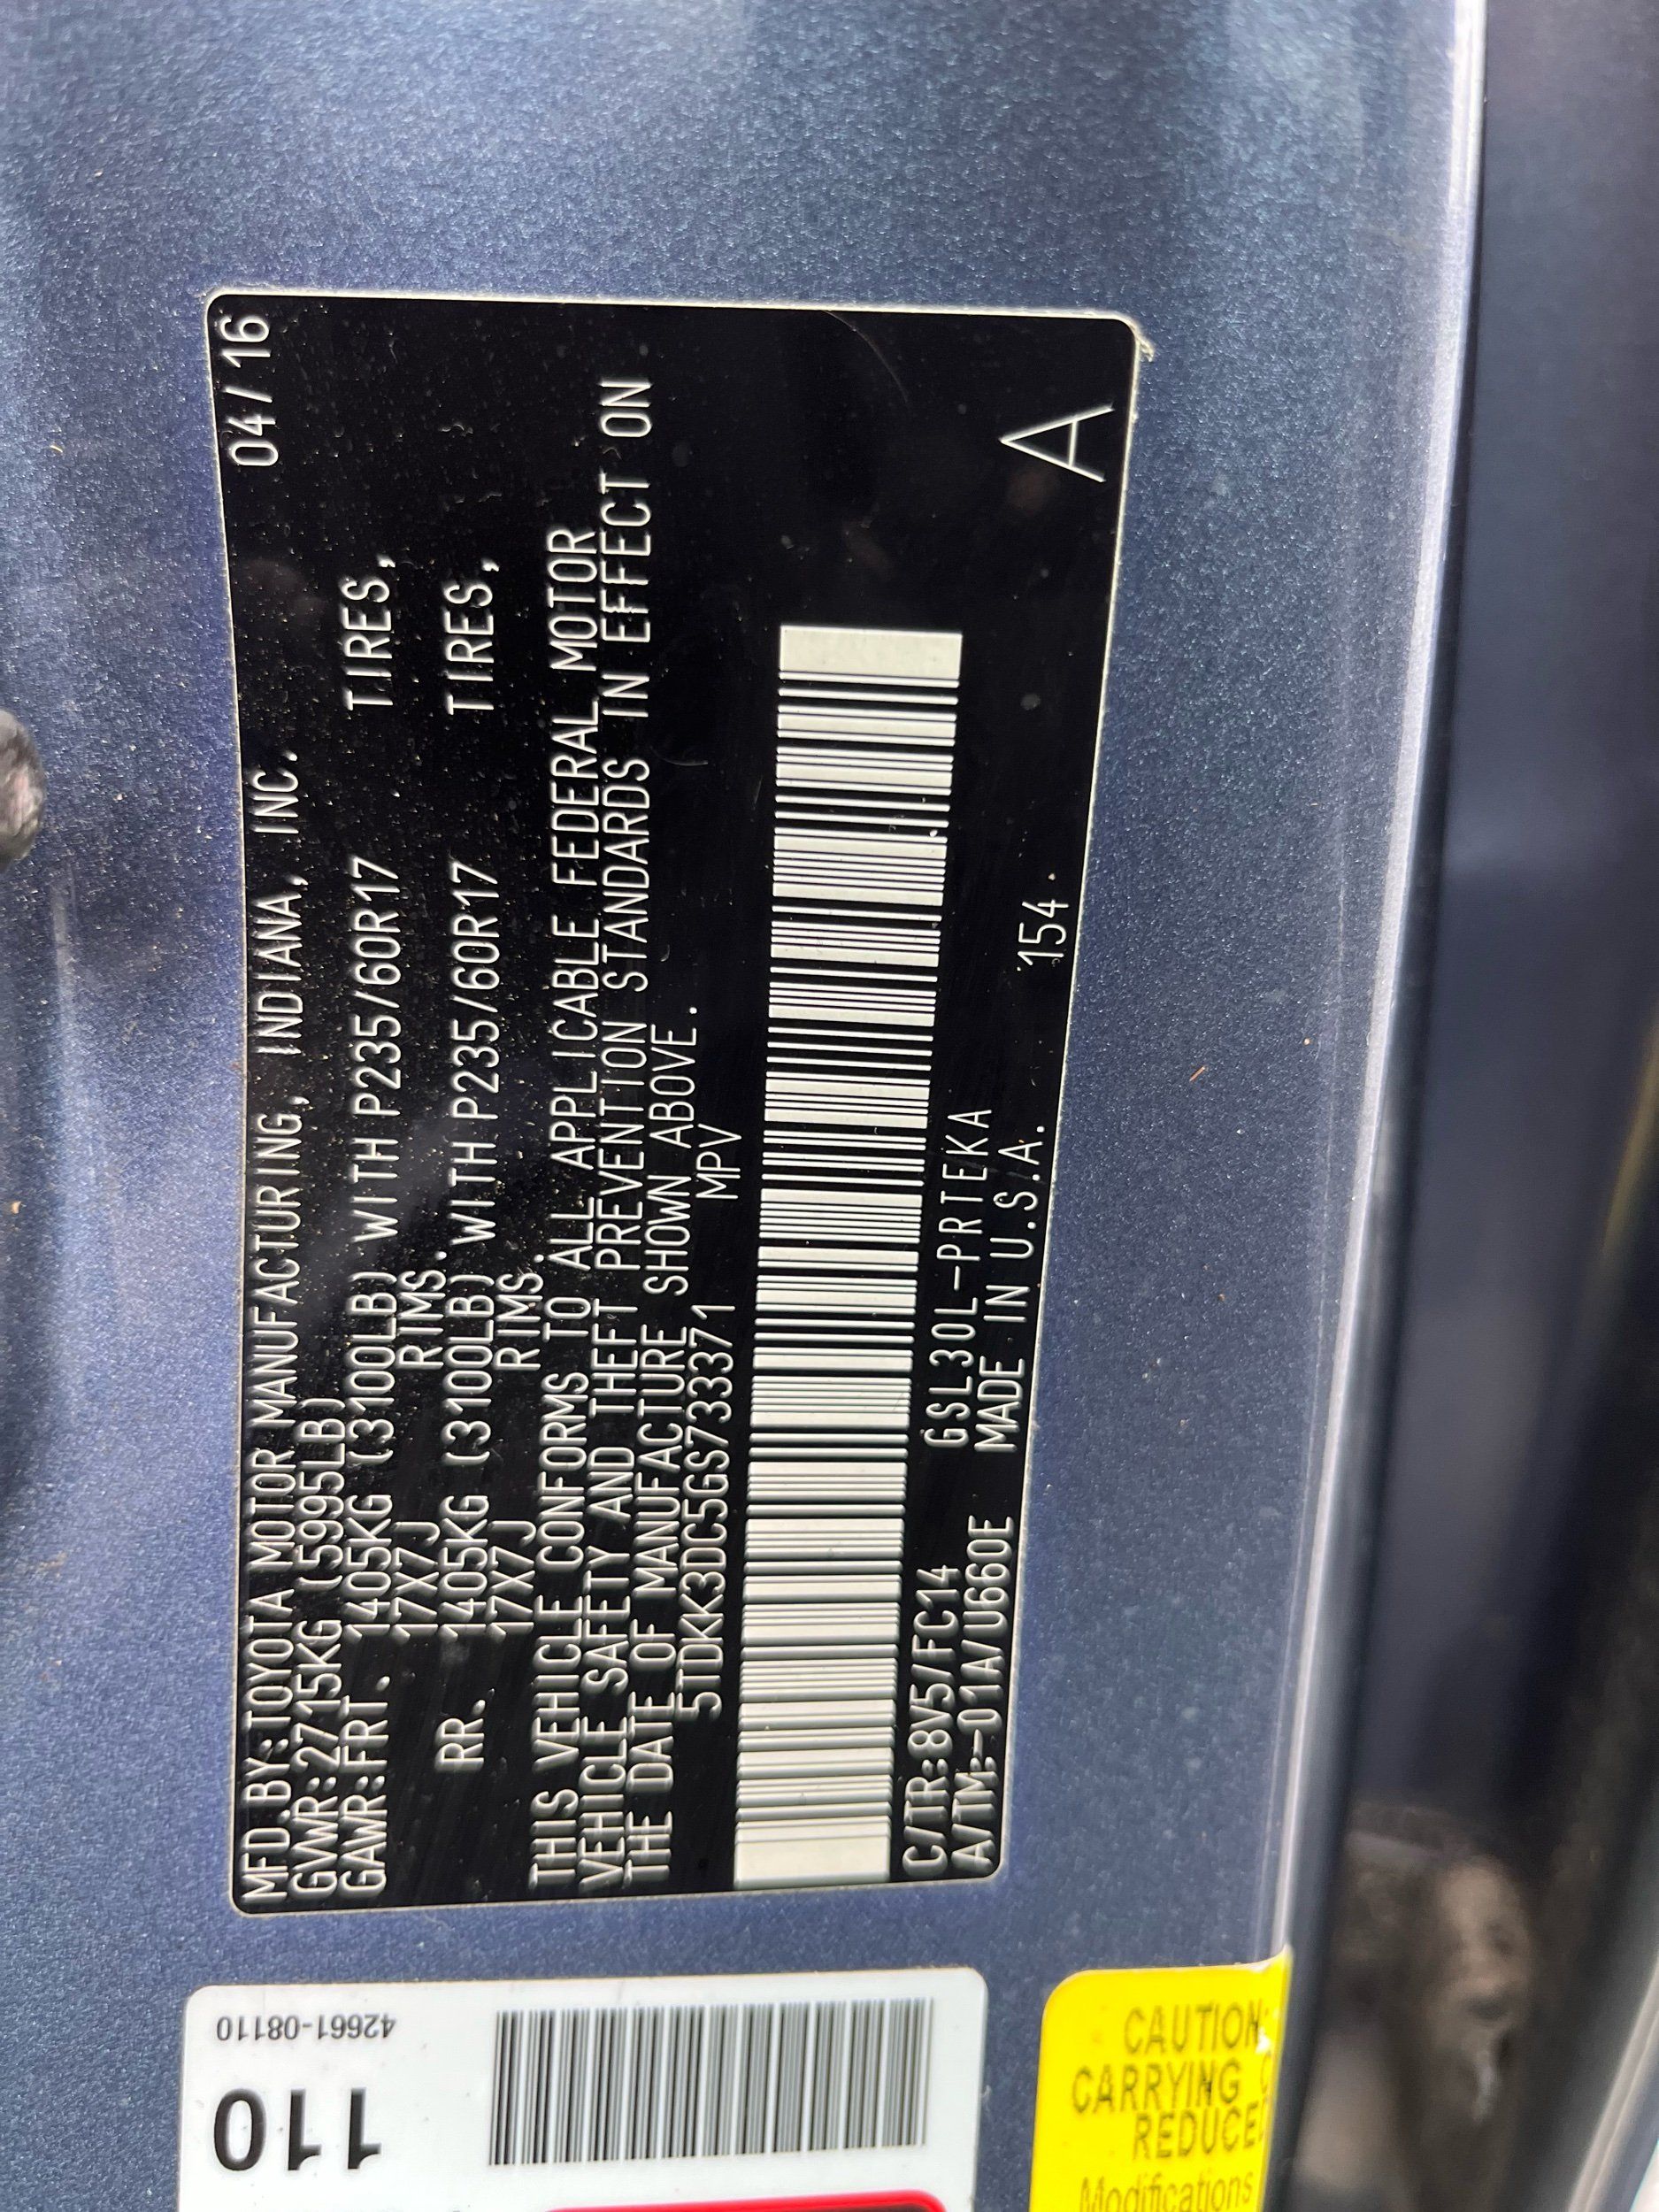 MFD.BY:TOYOTA MOTOR MANUFACTURING, INDIANA, INC. 04/16
GVWR:2715KG (5995LB)
GAWR:FRT. 1405KG (3100LB) WITH P235/60R17 TIRES,
17X7J RIMS.
RR. 1405KG (3100LB) WITH P235/60R17 TIRES,
17X7J RIMS.
THIS VEHICLE CONFORMS TO ALL APPLICABLE FEDERAL MOTOR
VEHICLE SAFETY AND THEFT PREVENTION STANDARDS IN EFFECT ON
THE DATE OF MANUFACTURE SHOWN ABOVE.
5TDKK3DC5GS733371 MPV
C/TR:8V5/FC14 GSL30L-PRTEKA
A/TM:-01A/U660E MADE IN U.S.A. 154
A
42661-08110
110
CAUTION:
CARRYING C
REDUCED
Modifications